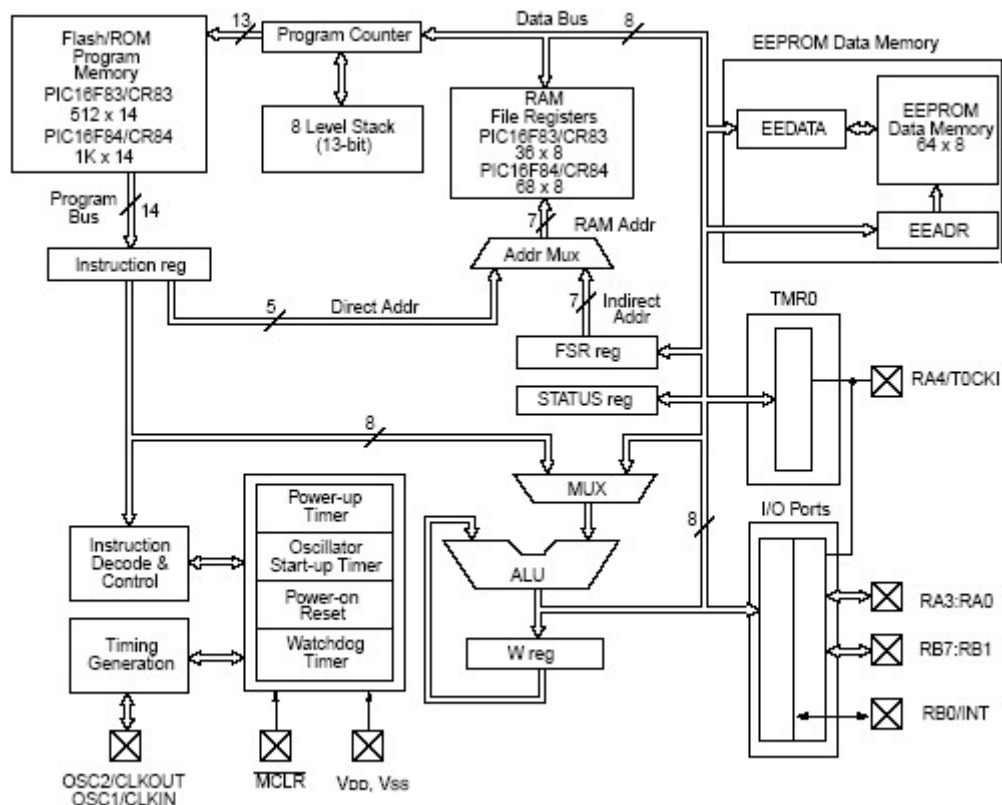 Flash/ROM
Program
Memory
PIC16F83/CR83
512 x 14
PIC16F84/CR84
1K x 14
13
Program Counter
Data Bus
8
8 Level Stack
(13-bit)
RAM
File Registers
PIC16F83/CR83
36 x 8
PIC16F84/CR84
68 x 8
EEPROM Data Memory
EEDATA
EEPROM
Data Memory
64 x 8
EEADR
Program
Bus
14
Instruction reg
7
RAM Addr
Addr Mux
5
Direct Addr
7
Indirect
Addr
FSR reg
STATUS reg
TMR0
RA4/T0CKI
8
MUX
8
I/O Ports
Power-up
Timer
Oscillator
Start-up Timer
Power-on
Reset
Watchdog
Timer
Instruction
Decode &
Control
Timing
Generation
ALU
W reg
RA3:RA0
RB7:RB1
RB0/INT
OSC2/CLKOUT
OSC1/CLKIN
MCLR
VDD, VSS